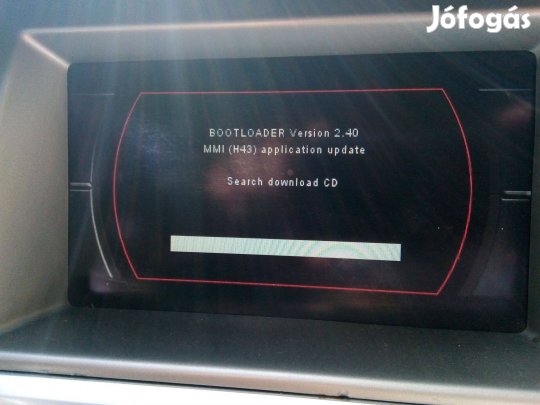 Jófogás
BOOTLOADER Version 2.40
MMI (H43) application update
Search download CD